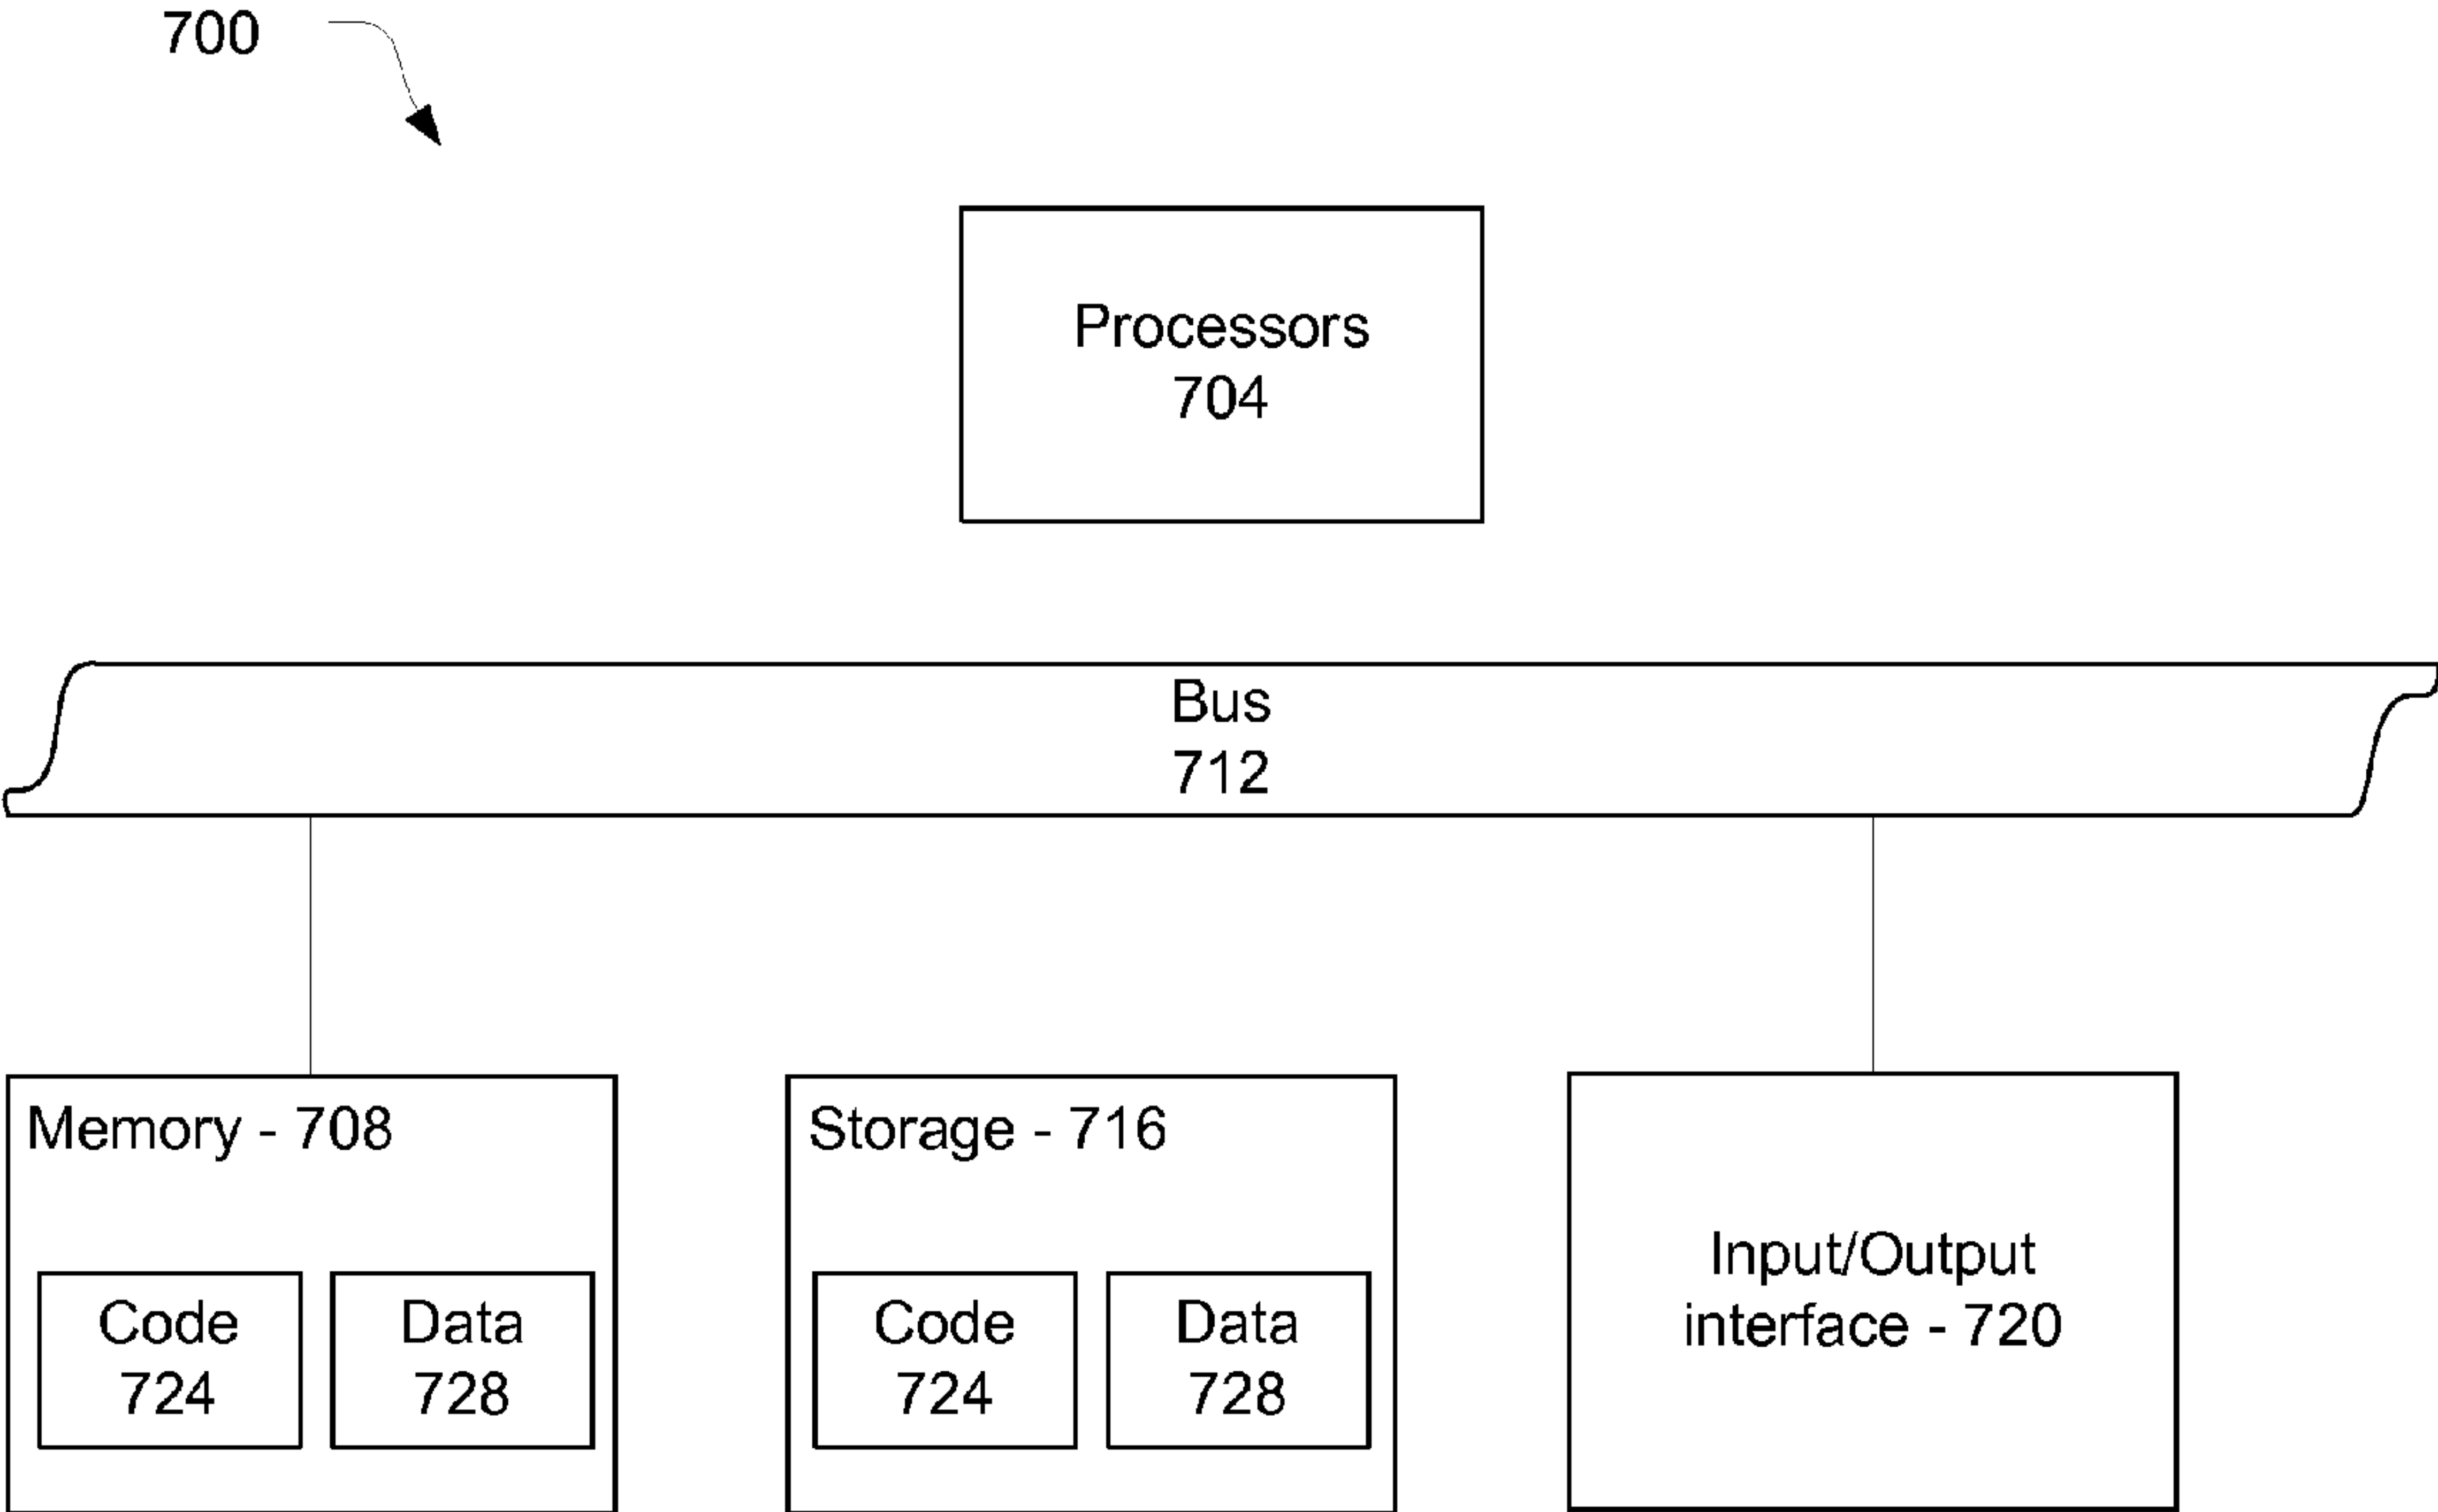 700
Processors
704
Bus
712
Memory - 708
Code
724
Data
728
Storage - 716
Code
724
Data
728
Input/Output
interface - 720